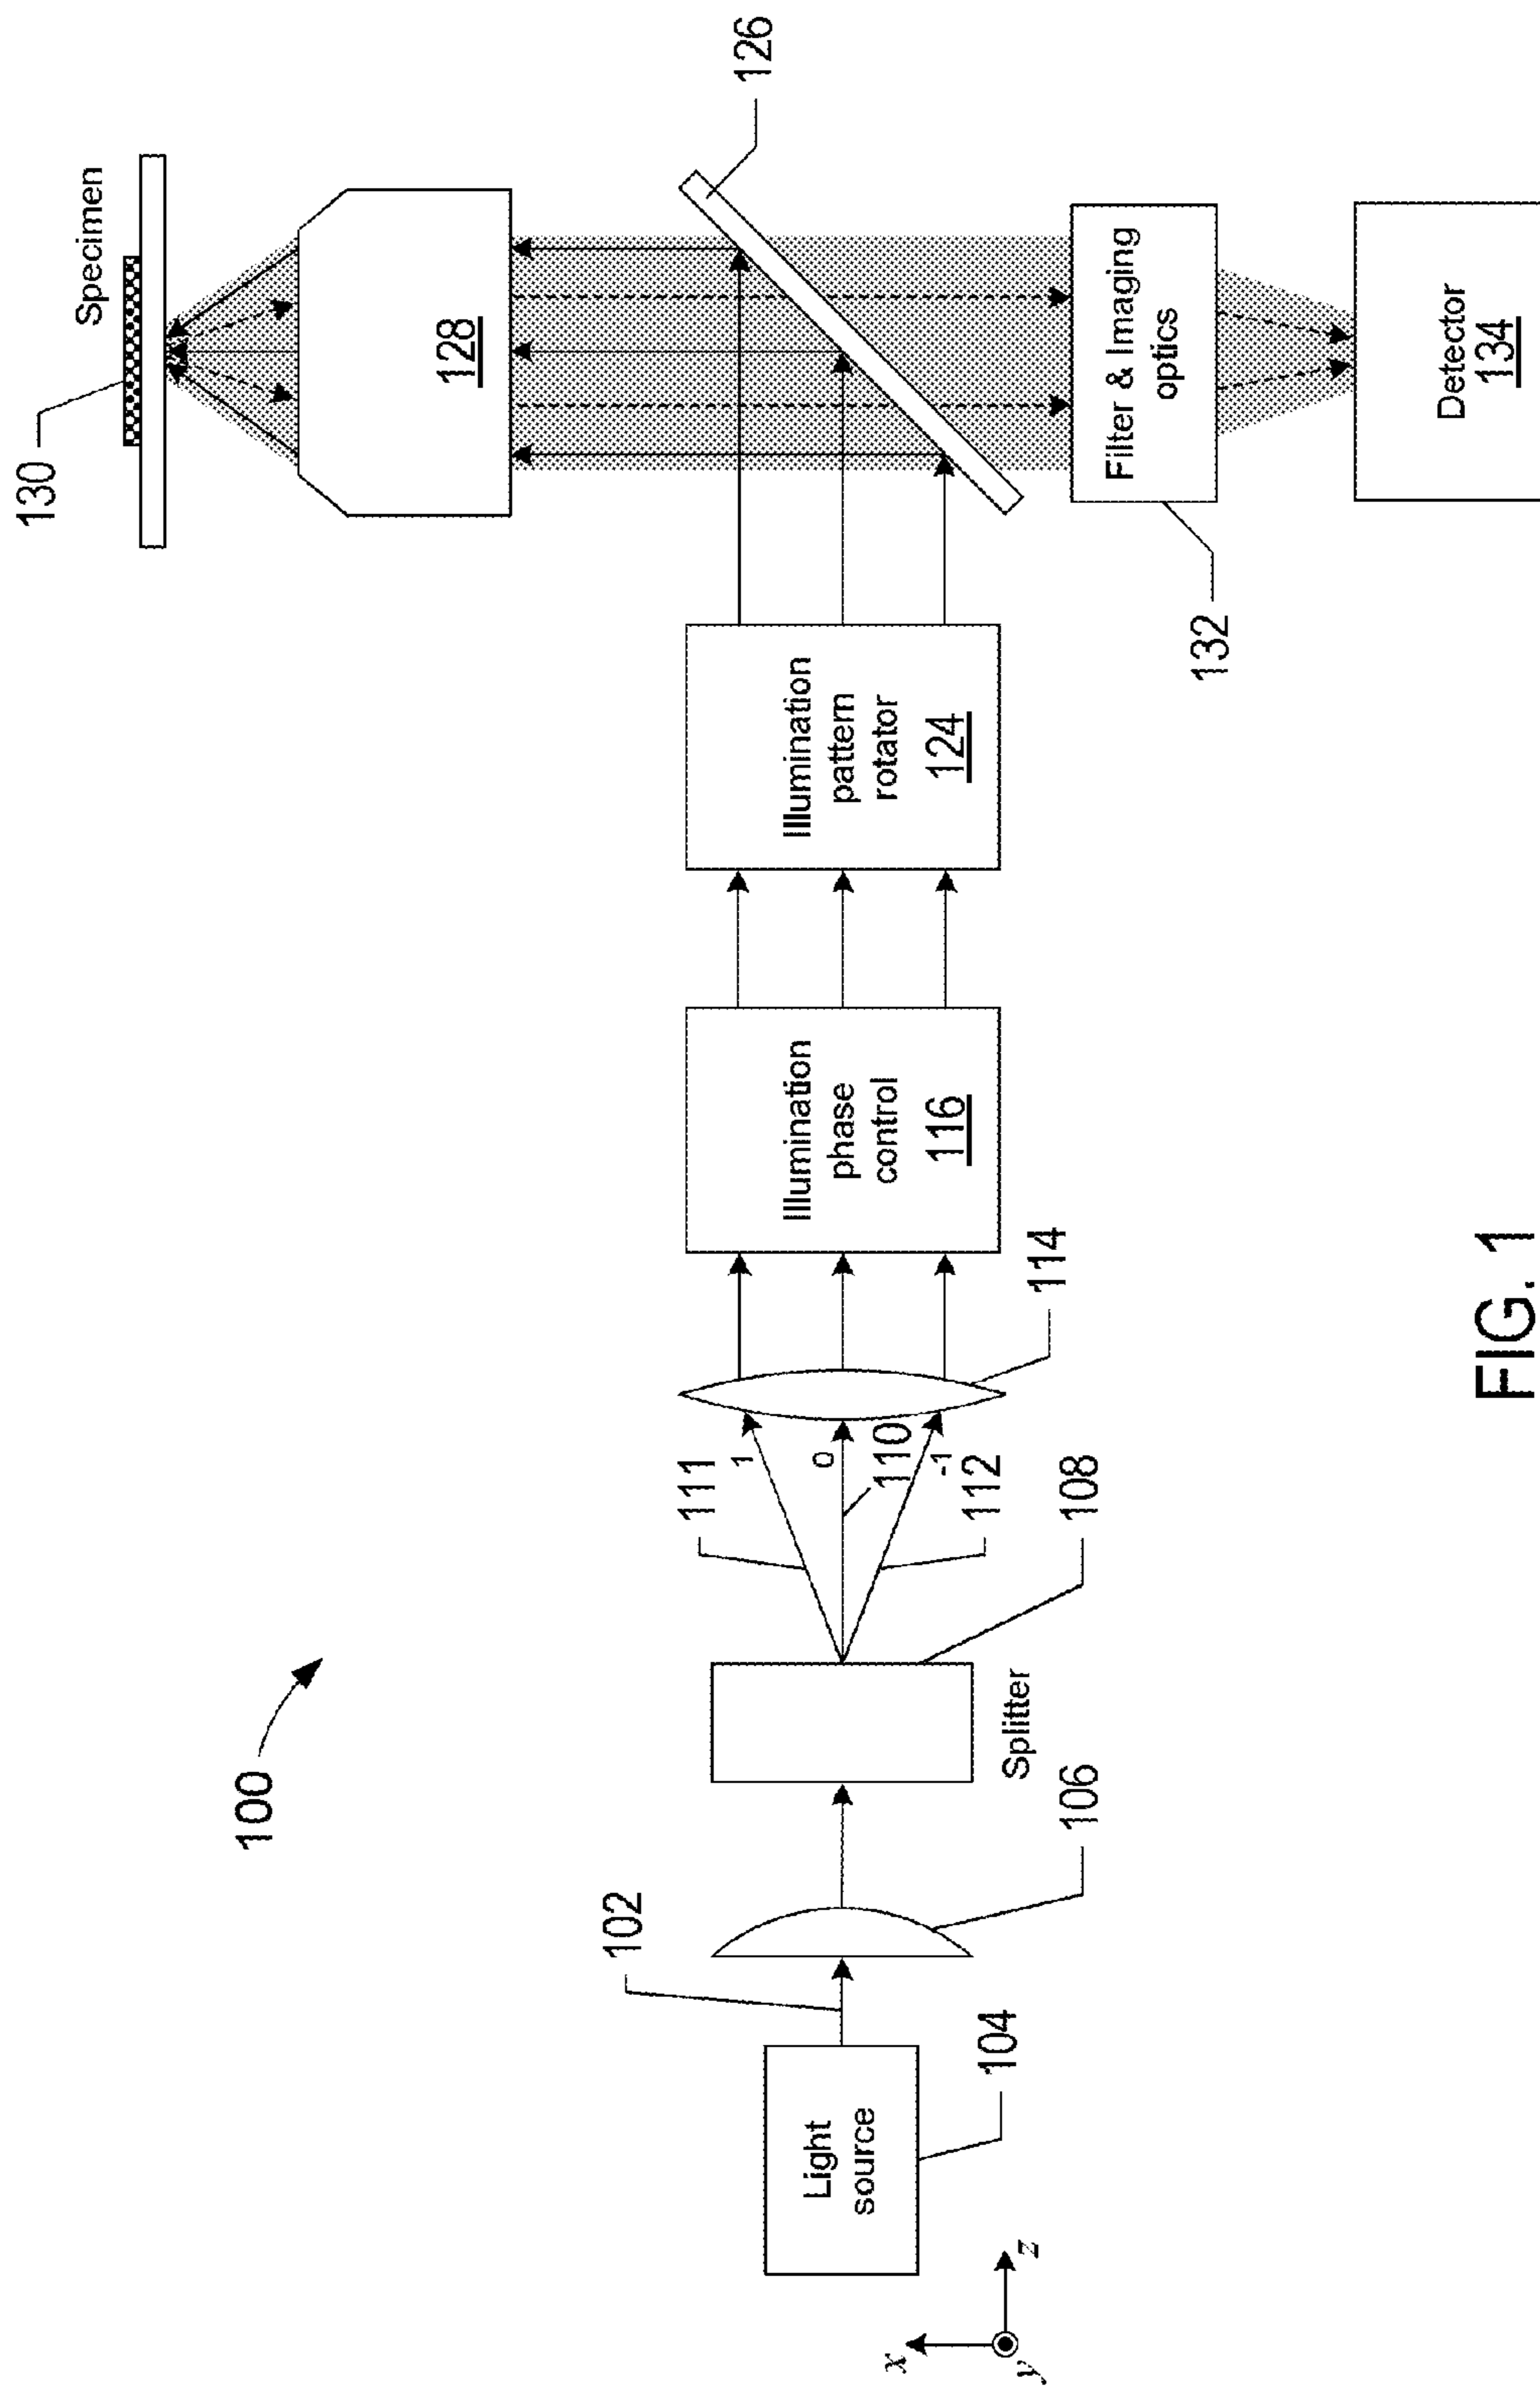 100
Specimen
130
128
126
Light
source
104
102
106
Splitter
108
111
1
0
110
-1
112
114
Illumination
phase
control
116
Illumination
pattern
rotator
124
Filter & Imaging
optics
132
Detector
134
x
y
z
FIG. 1